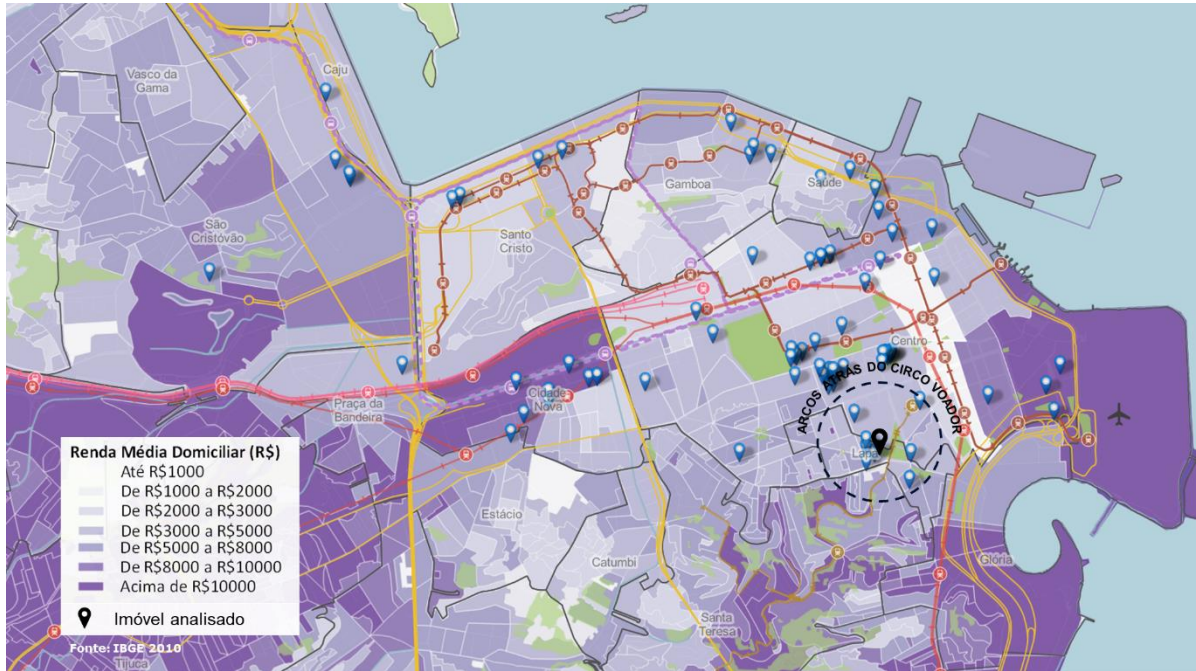 Vasco da
Gama
Caju
São
Cristóvão
Santo
Cristo
Gamboa
Saúde
Centro
Praça da
Bandeira
Cidade
Nova
ARCOS ATRÁS DO CIRCO VOADOR
Lapa
Estácio
Catumbi
Santa
Teresa
Glória
Tijuca
Renda Média Domiciliar (R$)
Até R$1000
De R$1000 a R$2000
De R$2000 a R$3000
De R$3000 a R$5000
De R$5000 a R$8000
De R$8000 a R$10000
Acima de R$10000
Imóvel analisado
Fonte: IBGE 2010